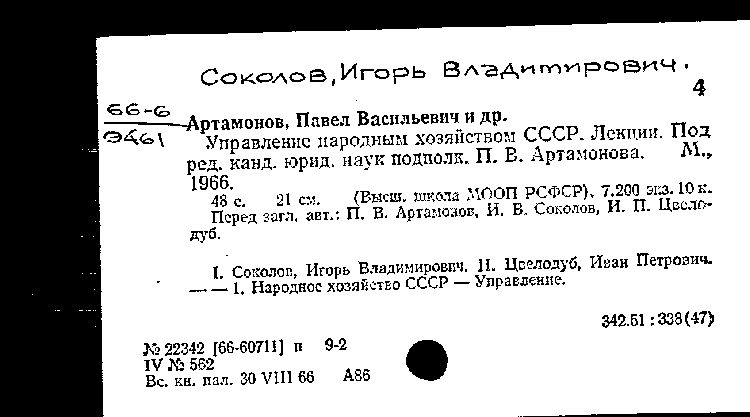 Соколов, Игорь Владимирович.
4
66-6
9461
Артамонов, Павел Васильевич и др.
Управление народным хозяйством СССР. Лекции. Под
ред. канд. юрид. наук подполк. П. В. Артамонова. М.,
1966.
48 с. 21 см. (Высш. школа МООП РСФСР). 7.200 экз. 10 к.
Перед загл. авт.: П. В. Артамонов, И. В. Соколов, И. П. Цвело-
дуб.
I. Соколов, Игорь Владимирович. II. Цвелодуб, Иван Петрович.
— — 1. Народное хозяйство СССР — Управление.
342.51 : 338(47)
№ 22342 [66-60711] п 9-2
IV № 562
Вс. кн. пал. 30 VIII 66 А86